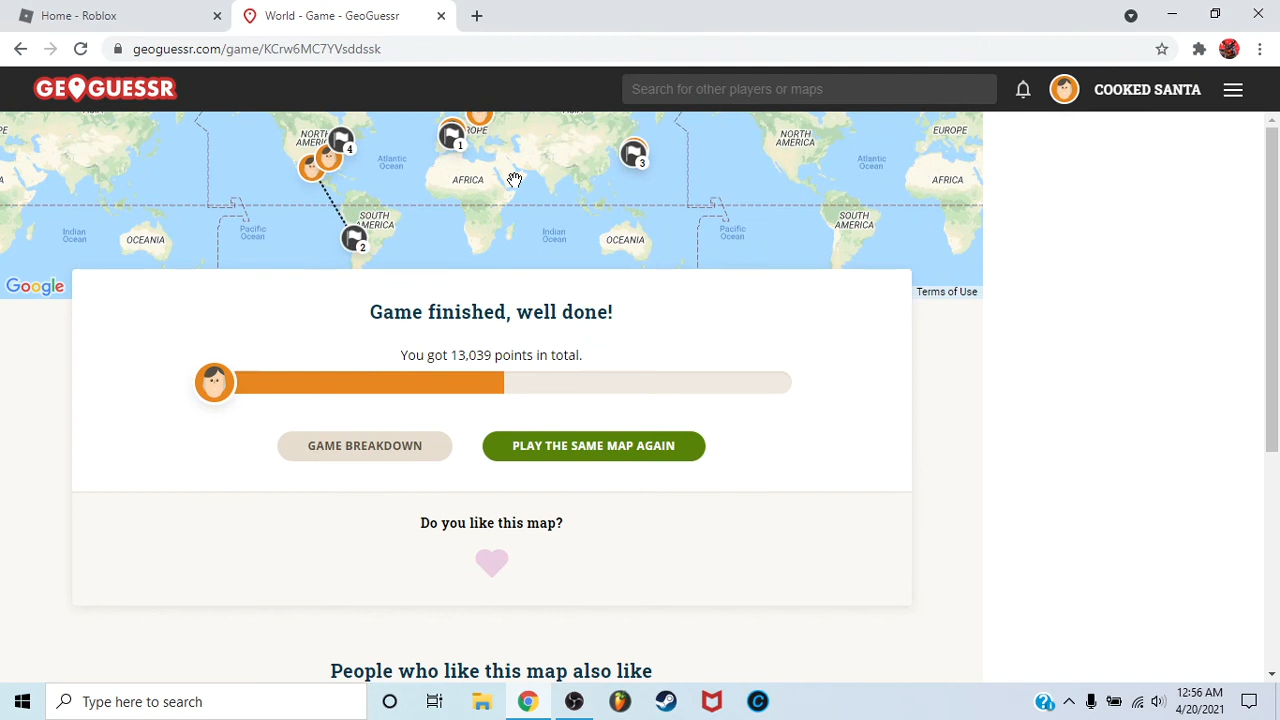 Home - Roblox
World - Game - GeoGuessr
geoguessr.com/game/KCrw6MC7YVsddssk
GEOGUESSR
Search for other players or maps
COOKED SANTA
NORTH AMERICA
4
Atlantic Ocean
1
AFRICA
3
NORTH AMERICA
Atlantic Ocean
EUROPE
AFRICA
Indian Ocean
OCEANIA
Pacific Ocean
SOUTH AMERICA
2
Indian Ocean
OCEANIA
Pacific Ocean
SOUTH AMERICA
Google
Terms of Use
Game finished, well done!
You got 13,039 points in total.
GAME BREAKDOWN
PLAY THE SAME MAP AGAIN
Do you like this map?
People who like this map also like
Type here to search
12:56 AM
4/20/2021